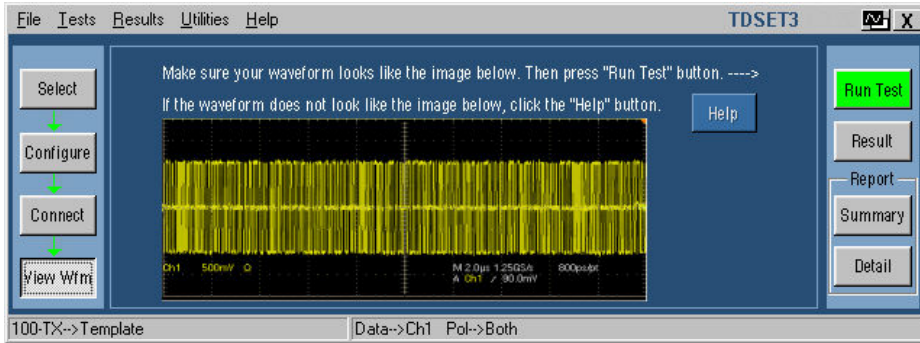 File Tests Results Utilities Help TDSET3 X
Make sure your waveform looks like the image below. Then press "Run Test" button. ---->
If the waveform does not look like the image below, click the "Help" button.
Help
Select
Configure
Connect
View Wfm
Ch1 500mV Ω M 2.0µs 1.25GS/s 800ps/pt
A Ch1 / 90.0mV
Run Test
Result
Report
Summary
Detail
100-TX-->Template Data-->Ch1 Pol-->Both